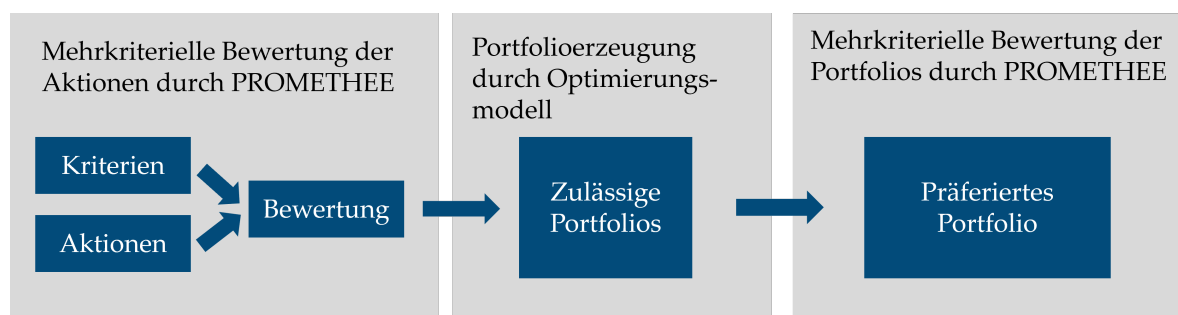 Mehrkriterielle Bewertung der
Aktionen durch PROMETHEE
Kriterien
Aktionen
Bewertung
Portfolioerzeugung
durch Optimierungs-
modell
Zulässige
Portfolios
Mehrkriterielle Bewertung der
Portfolios durch PROMETHEE
Präferiertes
Portfolio